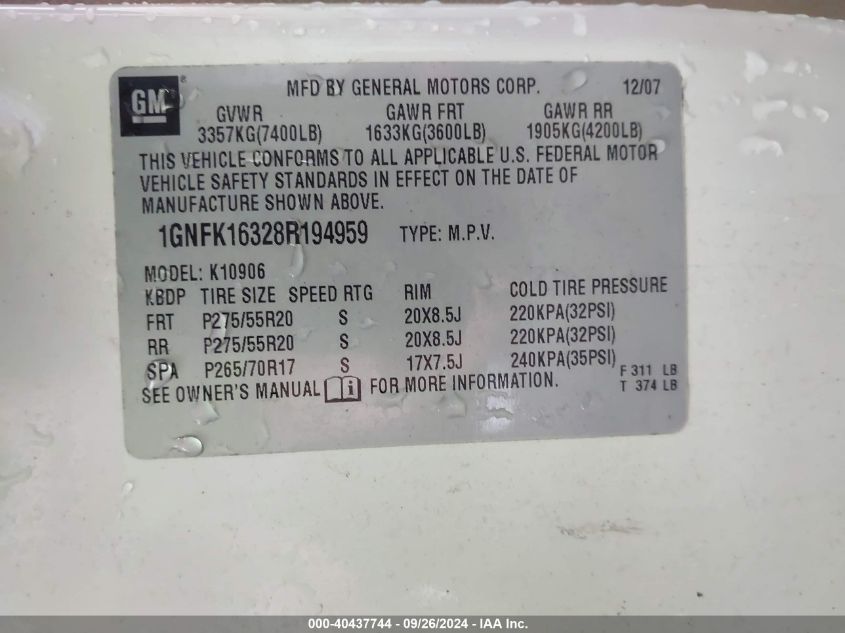 GM ®
MFD BY GENERAL MOTORS CORP. 12/07
GVWR GAWR FRT GAWR RR
3357KG(7400LB) 1633KG(3600LB) 1905KG(4200LB)
THIS VEHICLE CONFORMS TO ALL APPLICABLE U.S. FEDERAL MOTOR
VEHICLE SAFETY STANDARDS IN EFFECT ON THE DATE OF
MANUFACTURE SHOWN ABOVE.
1GNFK16328R194959 TYPE: M.P.V.
MODEL: K10906
KBDP TIRE SIZE SPEED RTG RIM COLD TIRE PRESSURE
FRT P275/55R20 S 20X8.5J 220KPA(32PSI)
RR P275/55R20 S 20X8.5J 220KPA(32PSI)
SPA P265/70R17 S 17X7.5J 240KPA(35PSI)
F 311 LB
T 374 LB
SEE OWNER'S MANUAL i FOR MORE INFORMATION.
000-40437744 - 09/26/2024 - IAA Inc.